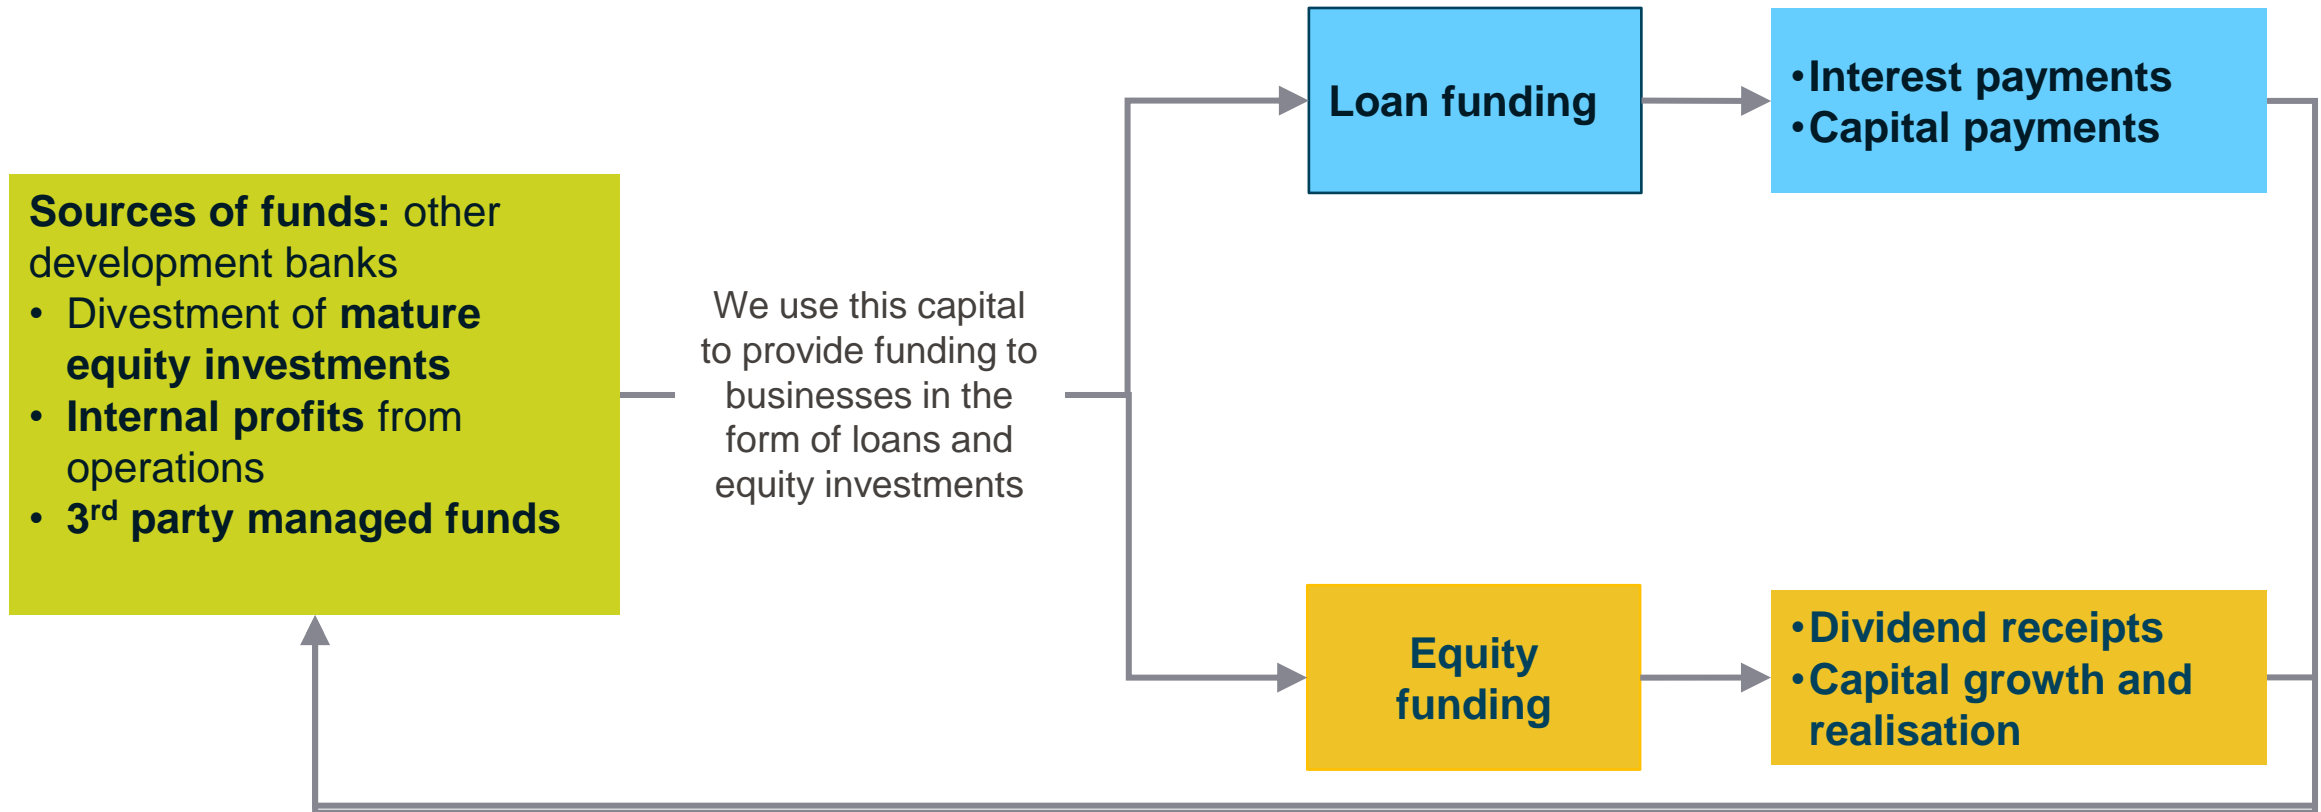 Sources of funds: other
development banks
• Divestment of mature
equity investments
• Internal profits from
operations
• 3rd party managed funds
We use this capital
to provide funding to
businesses in the
form of loans and
equity investments
Loan funding
•Interest payments
•Capital payments
Equity
funding
•Dividend receipts
•Capital growth and
realisation